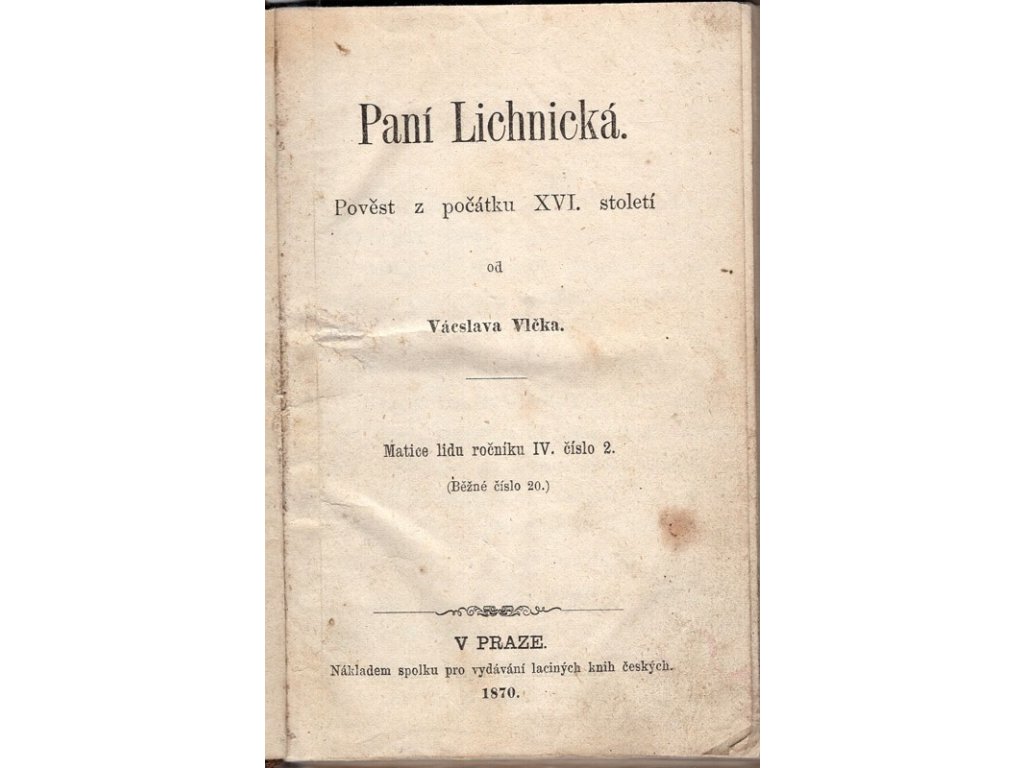 Paní Lichnická.
Pověst z počátku XVI. století
od
Vácslava Vlčka.
Matice lidu ročníku IV. číslo 2.
(Běžné číslo 20.)
V PRAZE.
Nákladem spolku pro vydávání laciných knih českých.
1870.